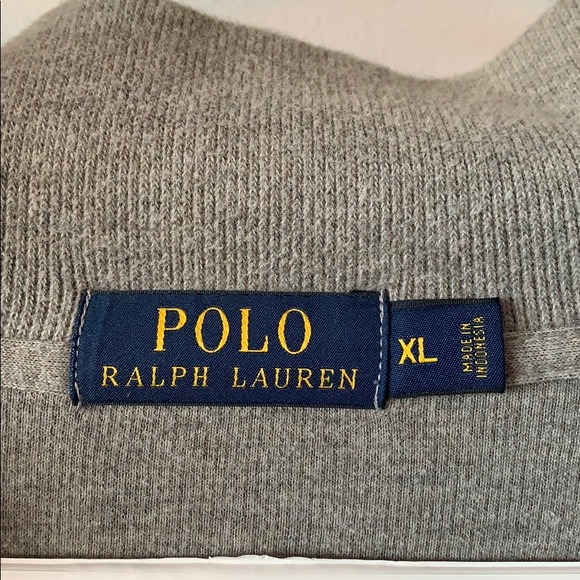 POLO
RALPH LAUREN
XL
MADE IN
INDONESIA